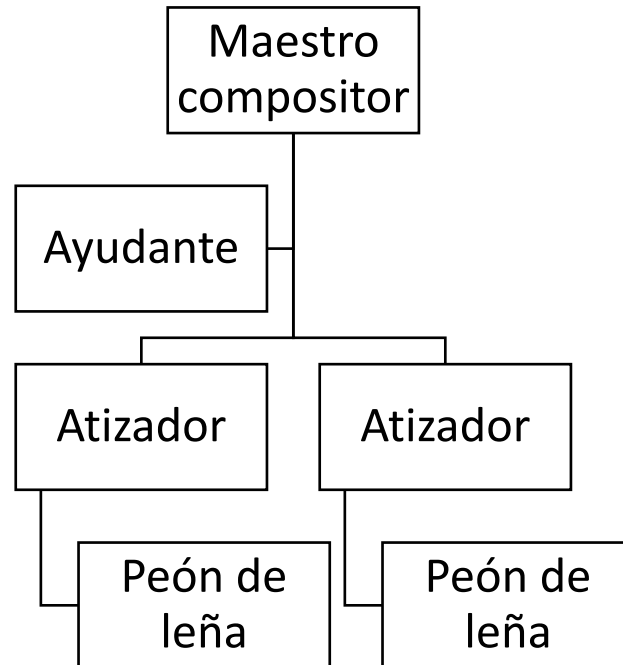 Maestro
compositor
Ayudante
Atizador
Atizador
Peón de
leña
Peón de
leña